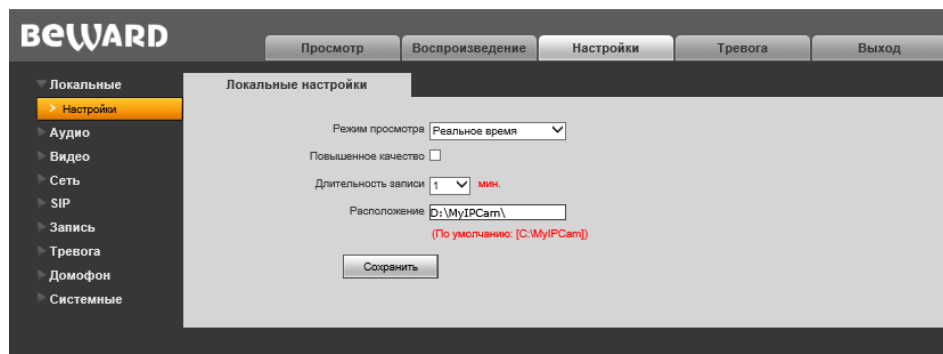 BEWARD
Просмотр Воспроизведение Настройки Тревога Выход
Локальные
Настройки
Аудио
Видео
Сеть
SIP
Запись
Тревога
Домофон
Системные
Локальные настройки
Режим просмотра Реальное время
Повышенное качество
Длительность записи 1 мин.
Расположение D:\MyIPCam\
(По умолчанию: [C:\MyIPCam])
Сохранить